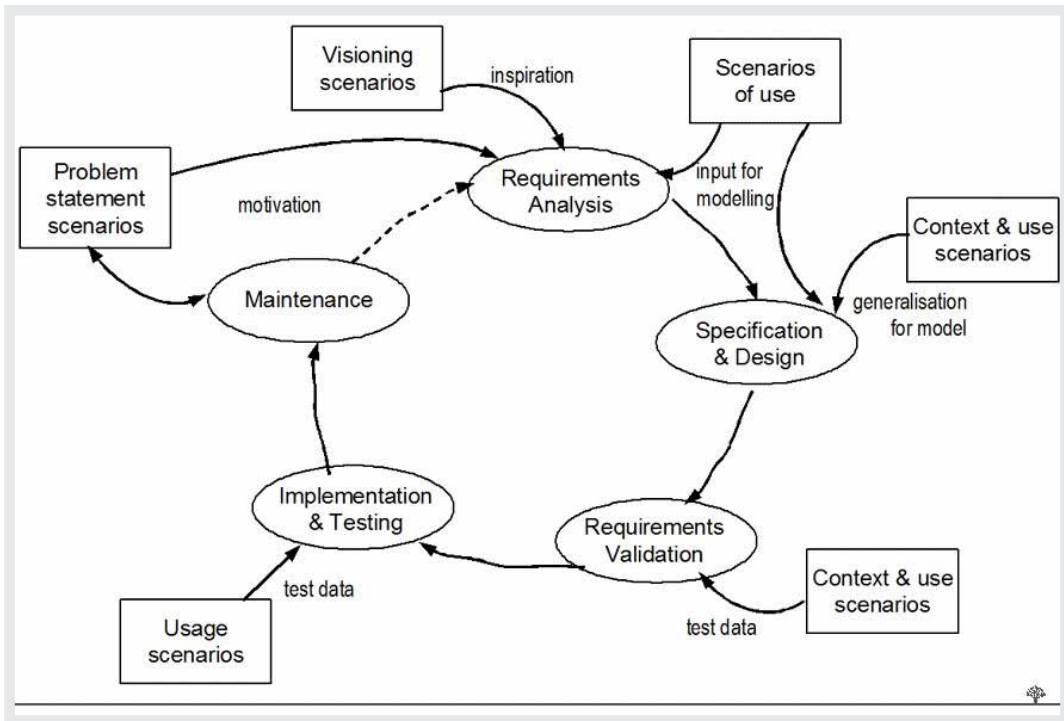 Visioning
scenarios
inspiration
Scenarios
of use
Problem
statement
scenarios
motivation
Requirements
Analysis
input for
modelling
Context & use
scenarios
Maintenance
generalisation
for model
Specification
& Design
Implementation
& Testing
Requirements
Validation
Context & use
scenarios
test data
test data
Usage
scenarios